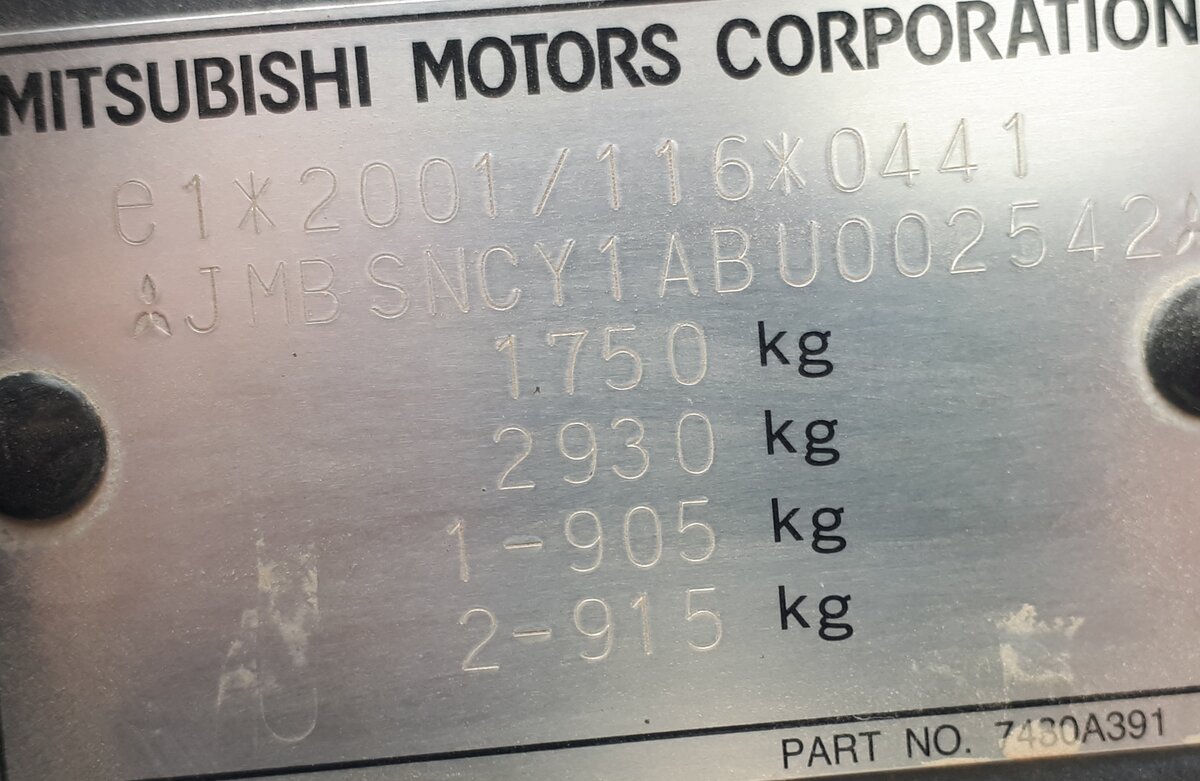 MITSUBISHI MOTORS CORPORATION
e1*2001/116*0441
JMBSNCY1ABU002542
1750 kg
2930 kg
1-905 kg
2-915 kg
PART NO. 7430A391